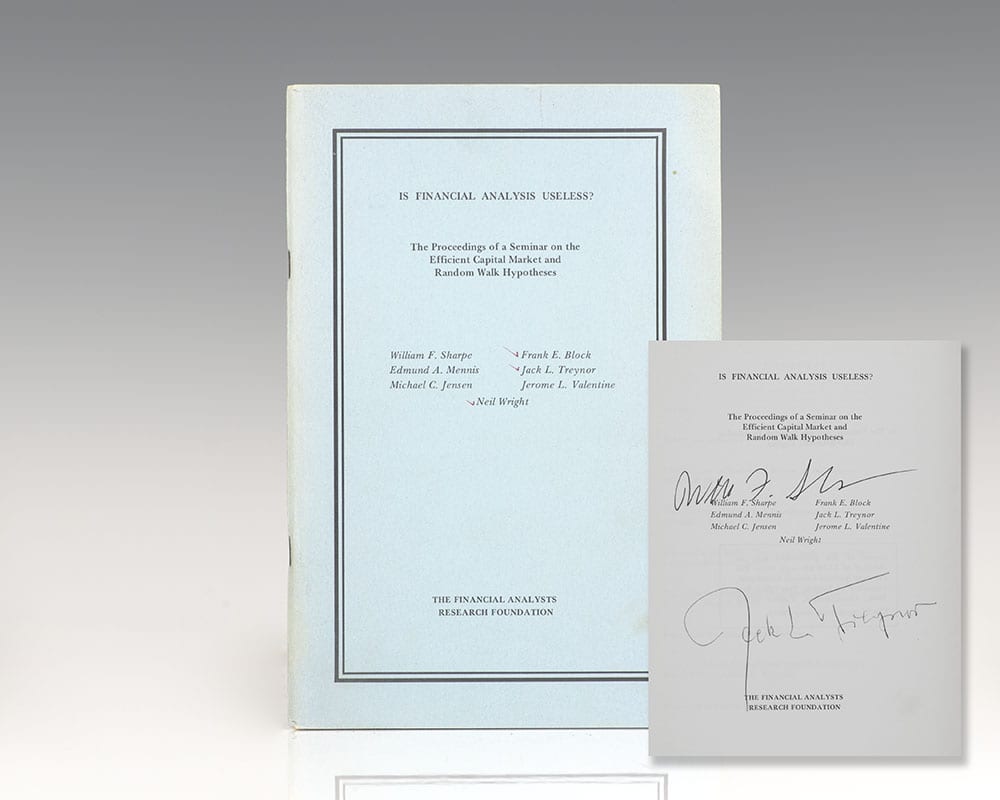 IS FINANCIAL ANALYSIS USELESS?
The Proceedings of a Seminar on the
Efficient Capital Market and
Random Walk Hypotheses
William F. Sharpe Frank E. Block
Edmund A. Mennis Jack L. Treynor
Michael C. Jensen Jerome L. Valentine
Neil Wright
THE FINANCIAL ANALYSTS
RESEARCH FOUNDATION
IS FINANCIAL ANALYSIS USELESS?
The Proceedings of a Seminar on the
Efficient Capital Market and
Random Walk Hypotheses
William F. Sharpe Frank E. Block
Edmund A. Mennis Jack L. Treynor
Michael C. Jensen Jerome L. Valentine
Neil Wright
Jack L. Treynor
THE FINANCIAL ANALYSTS
RESEARCH FOUNDATION